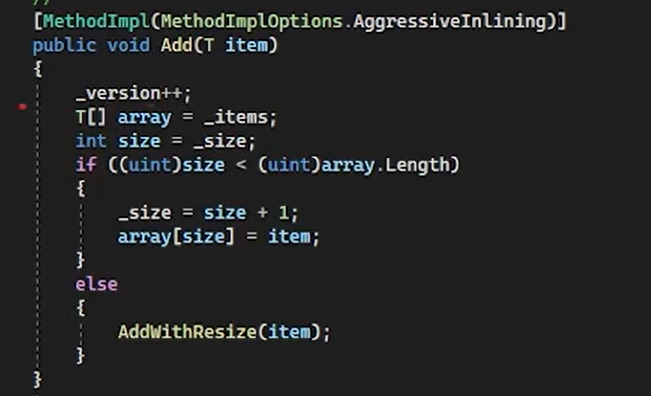 //
[MethodImpl(MethodImplOptions.AggressiveInlining)]
public void Add(T item)
{
_version++;
T[] array = _items;
int size = _size;
if ((uint)size < (uint)array.Length)
{
_size = size + 1;
array[size] = item;
}
else
{
AddWithResize(item);
}
}